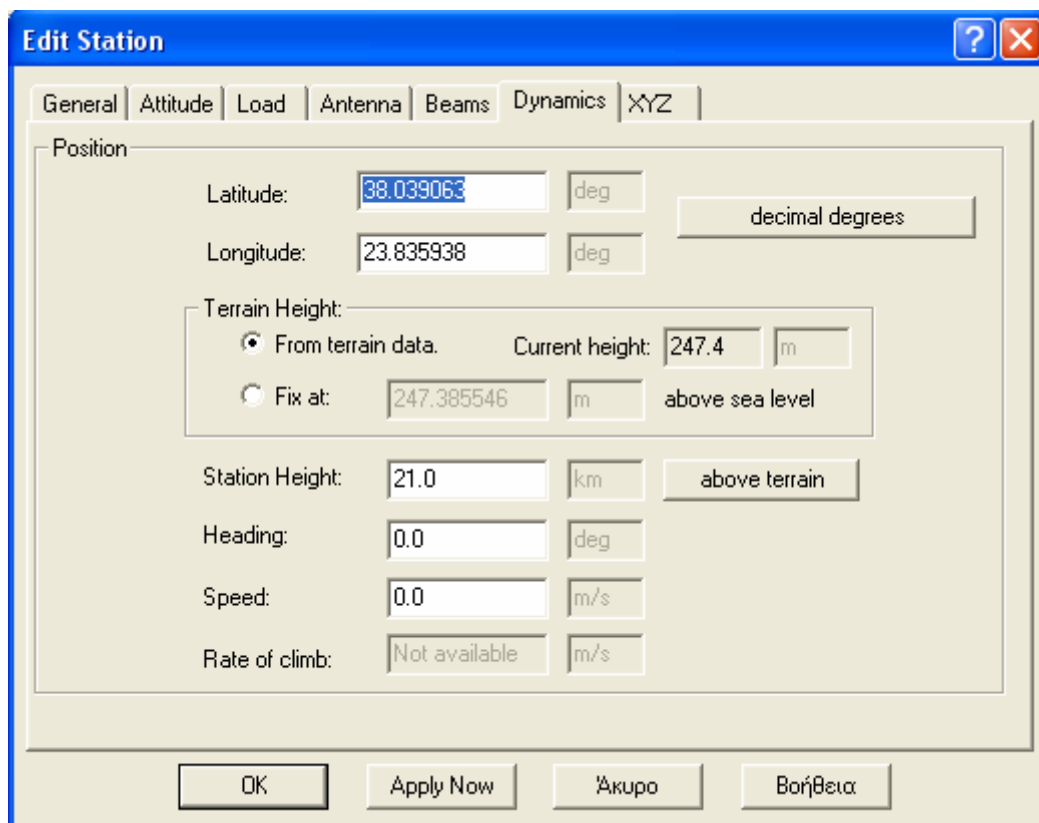 Edit Station
General Attitude Load Antenna Beams Dynamics XYZ
Position
Latitude: 38.039063 deg decimal degrees
Longitude: 23.835938 deg
Terrain Height:
From terrain data. Current height: 247.4 m
Fix at: 247.385546 m above sea level
Station Height: 21.0 km above terrain
Heading: 0.0 deg
Speed: 0.0 m/s
Rate of climb: Not available m/s
OK Apply Now Άκυρο Βοήθεια